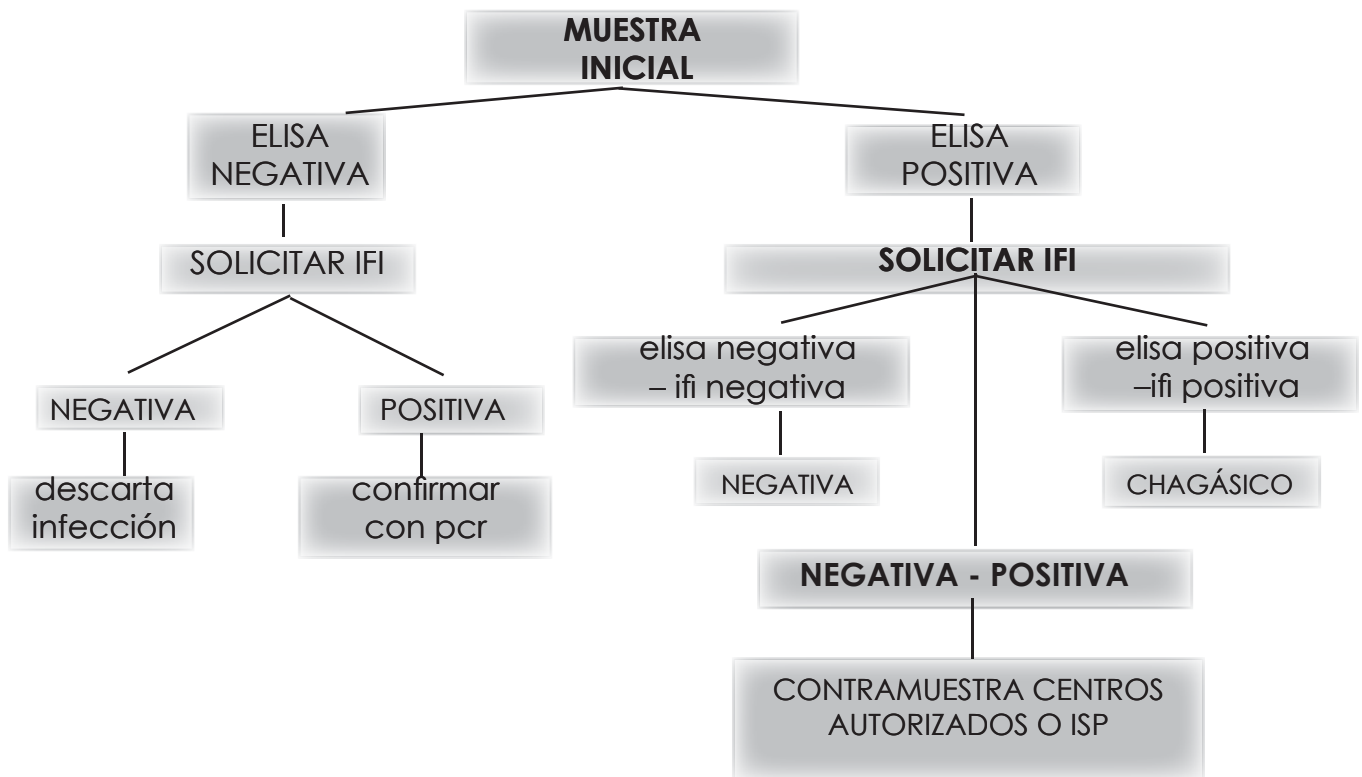 MUESTRA
INICIAL
ELISA
NEGATIVA
ELISA
POSITIVA
SOLICITAR IFI
SOLICITAR IFI
elisa negativa
– ifi negativa
elisa positiva
–ifi positiva
NEGATIVA
POSITIVA
NEGATIVA
CHAGÁSICO
descarta
infección
confirmar
con pcr
NEGATIVA - POSITIVA
CONTRAMUESTRA CENTROS
AUTORIZADOS O ISP